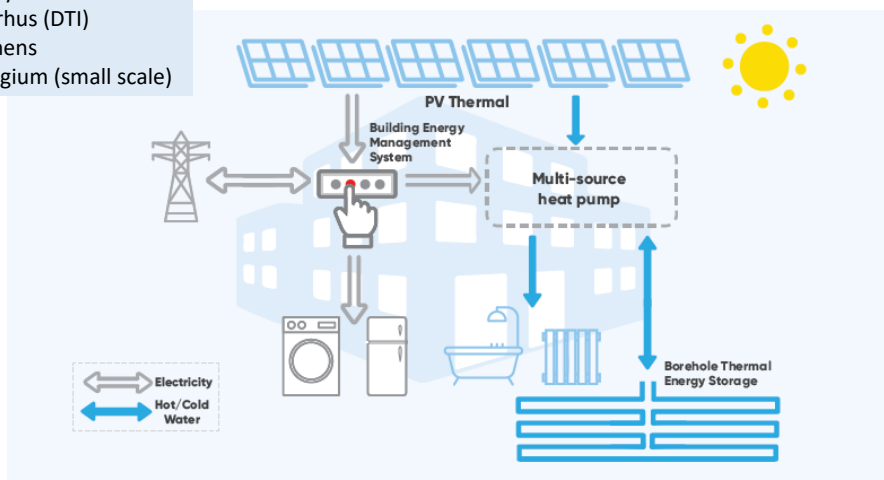 rhus (DTI)
nens
gium (small scale)
PV Thermal
Building Energy
Management
System
Multi-source
heat pump
Borehole Thermal
Energy Storage
Electricity
Hot/Cold
Water